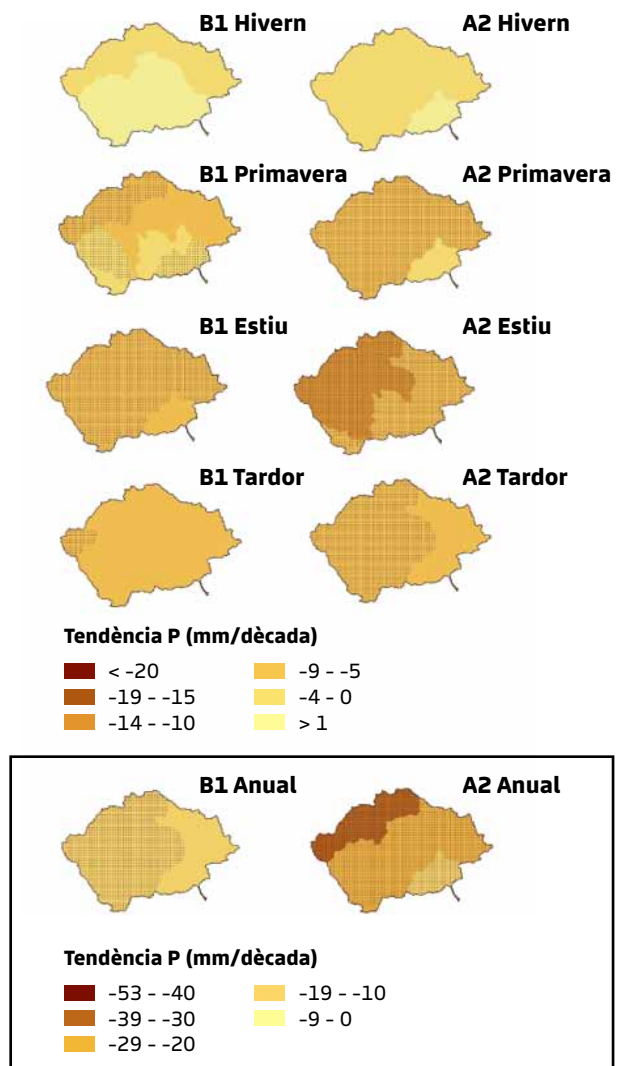 B1 Hivern A2 Hivern
B1 Primavera A2 Primavera
B1 Estiu A2 Estiu
B1 Tardor A2 Tardor
Tendència P (mm/dècada)
< -20 -9 - -5
-19 - -15 -4 - 0
-14 - -10 > 1
B1 Anual A2 Anual
Tendència P (mm/dècada)
-53 - -40 -19 - -10
-39 - -30 -9 - 0
-29 - -20